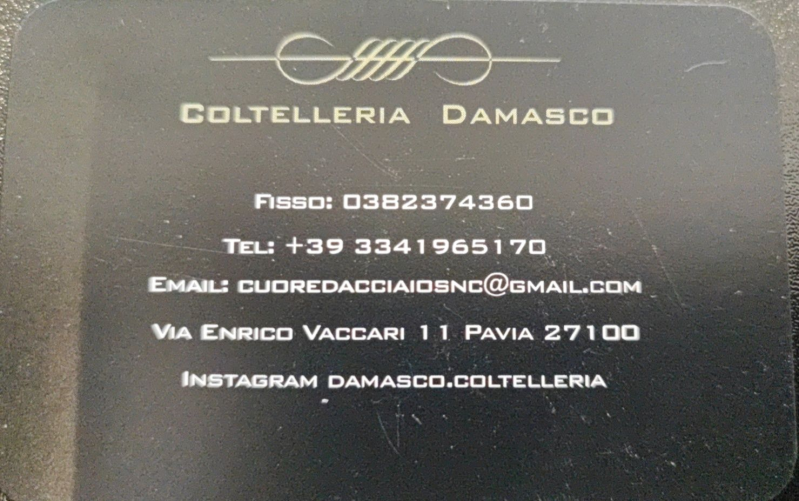 Coltelleria Damasco
Fisso: 0382374360
Tel: +39 3341965170
Email: cuoredacciaiosnc@gmail.com
Via Enrico Vaccari 11 Pavia 27100
Instagram damasco.coltelleria